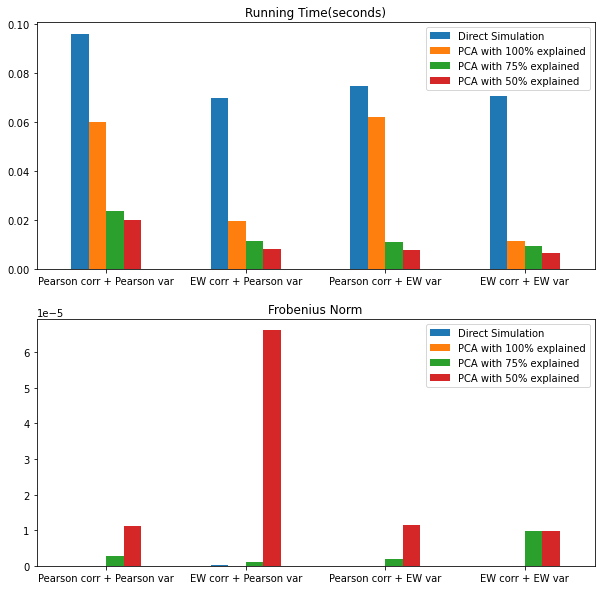 Running Time(seconds)
0.10
0.08
0.06
0.04
0.02
0.00
Direct Simulation
PCA with 100% explained
PCA with 75% explained
PCA with 50% explained
Pearson corr + Pearson var
EW corr + Pearson var
Pearson corr + EW var
EW corr + EW var
Frobenius Norm
1e−5
6
5
4
3
2
1
0
Direct Simulation
PCA with 100% explained
PCA with 75% explained
PCA with 50% explained
Pearson corr + Pearson var
EW corr + Pearson var
Pearson corr + EW var
EW corr + EW var